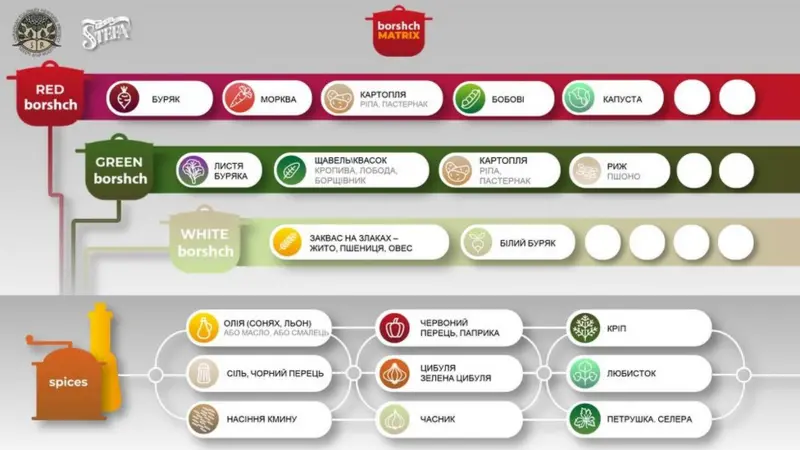 СТЕГА
borshch
MATRIX
RED
borshch
БУРЯК
МОРКВА
КАРТОПЛЯ
РІПА, ПАСТЕРНАК
БОБОВІ
КАПУСТА
GREEN
borshch
ЛИСТЯ
БУРЯКА
ЩАВЕЛЬ\КВАСОК
КРОПИВА, ЛОБОДА,
БОРЩІВНИК
КАРТОПЛЯ
РІПА,
ПАСТЕРНАК
РИЖ
ПШОНО
WHITE
borshch
ЗАКВАС НА ЗЛАКАХ –
ЖИТО, ПШЕНИЦЯ, ОВЕС
БІЛИЙ БУРЯК
spices
ОЛІЯ (СОНЯХ, ЛЬОН)
АБО МАСЛО, АБО СМАЛЕЦЬ
ЧЕРВОНИЙ
ПЕРЕЦЬ, ПАПРИКА
КРІП
СІЛЬ, ЧОРНИЙ ПЕРЕЦЬ
ЦИБУЛЯ
ЗЕЛЕНА ЦИБУЛЯ
ЛЮБИСТОК
НАСІННЯ КМИНУ
ЧАСНИК
ПЕТРУШКА. СЕЛЕРА